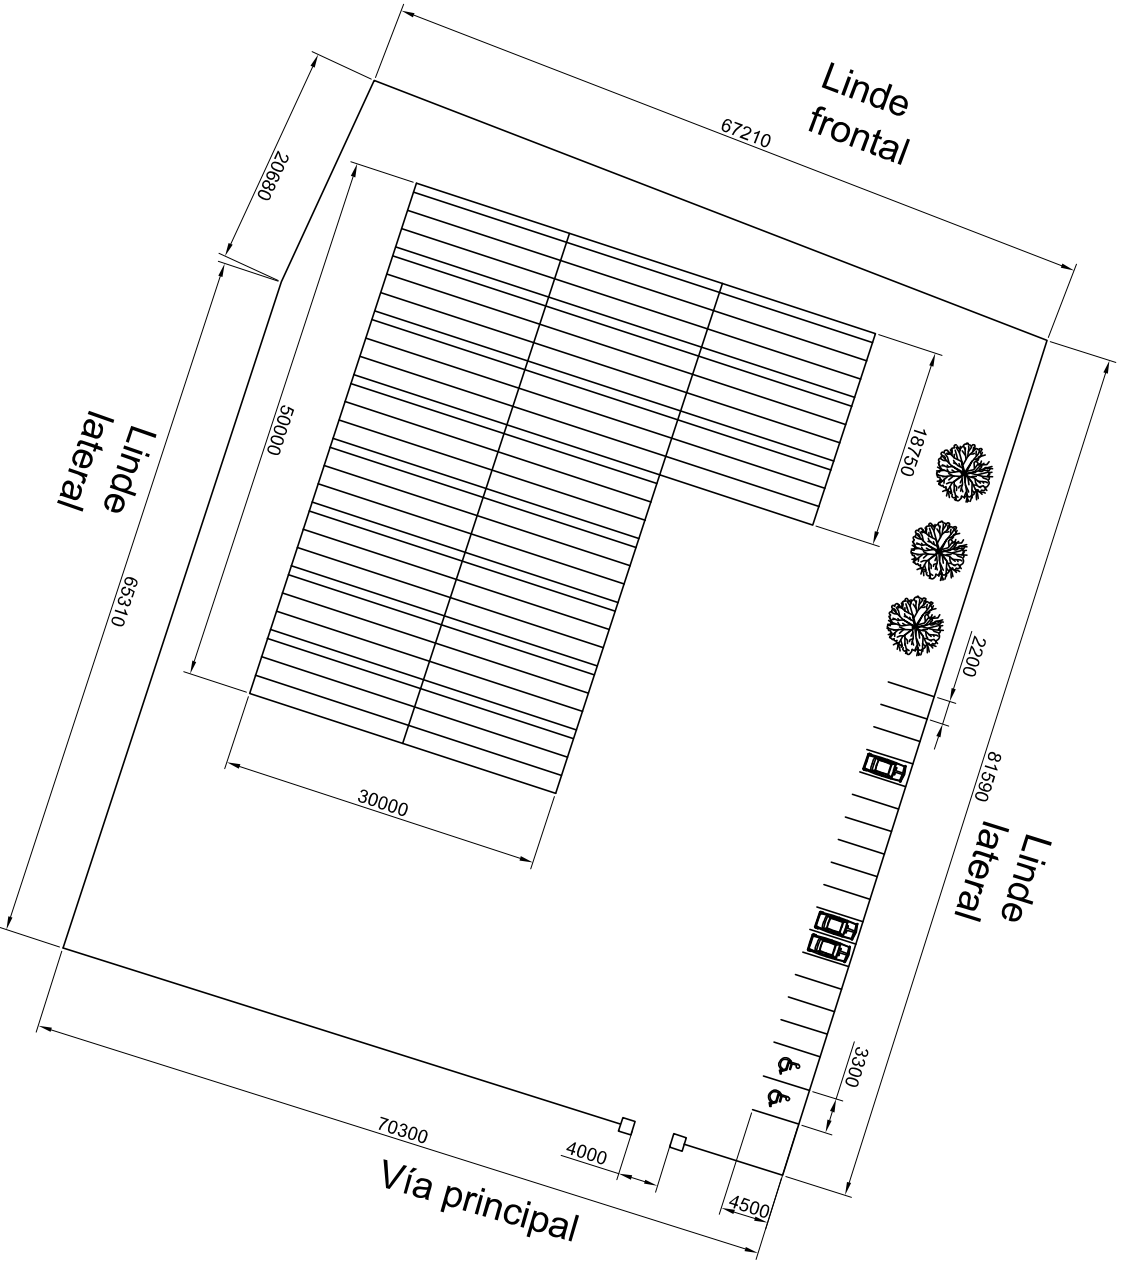 Linde
frontal
67210
20680
50000
18750
Linde
lateral
65310
2200
81590
Linde
lateral
30000
3300
70300
4000
4500
Vía principal